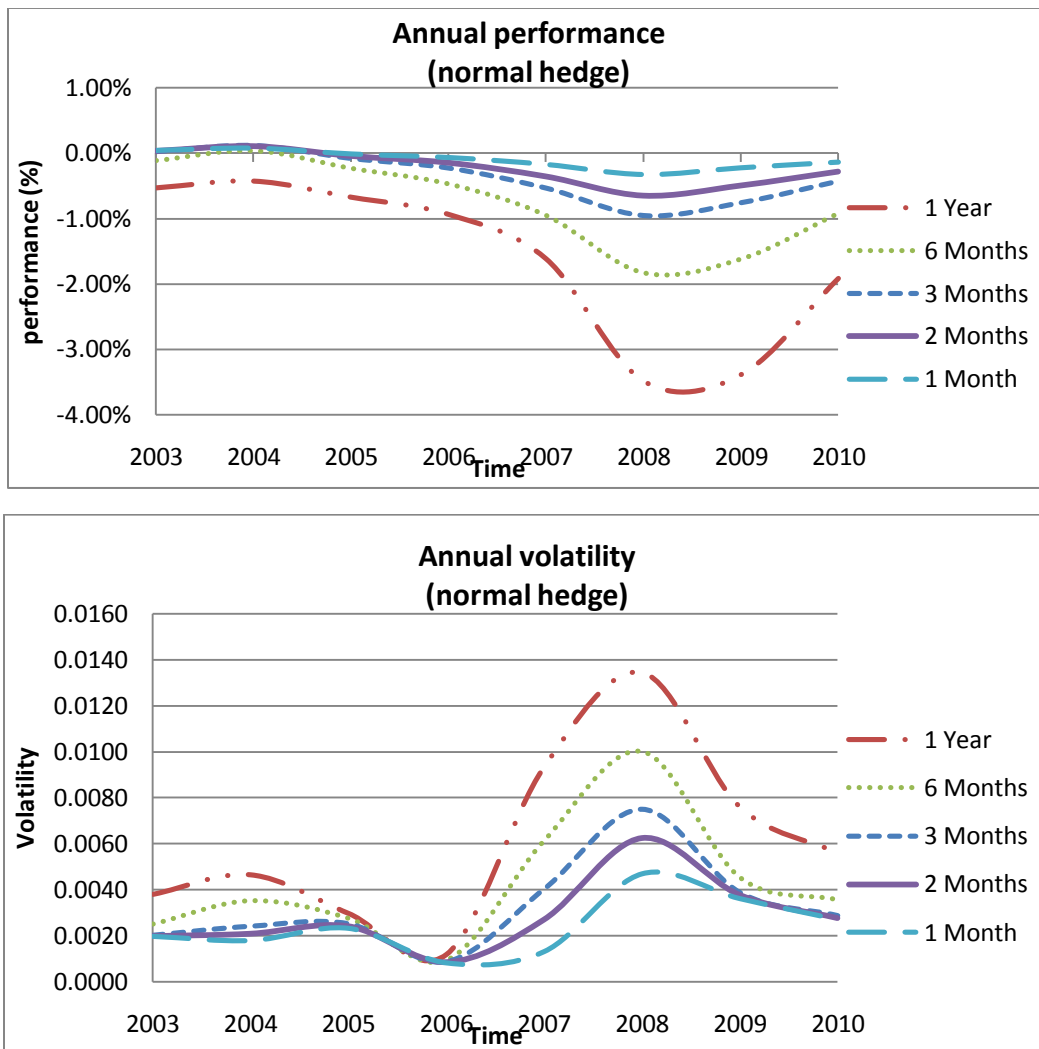 Annual performance
(normal hedge)
performance (%)
1.00%
0.00%
-1.00%
-2.00%
-3.00%
-4.00%
2003 2004 2005 2006 2007 2008 2009 2010
Time
1 Year
6 Months
3 Months
2 Months
1 Month
Annual volatility
(normal hedge)
Volatility
0.0160
0.0140
0.0120
0.0100
0.0080
0.0060
0.0040
0.0020
0.0000
2003 2004 2005 2006 2007 2008 2009 2010
Time
1 Year
6 Months
3 Months
2 Months
1 Month